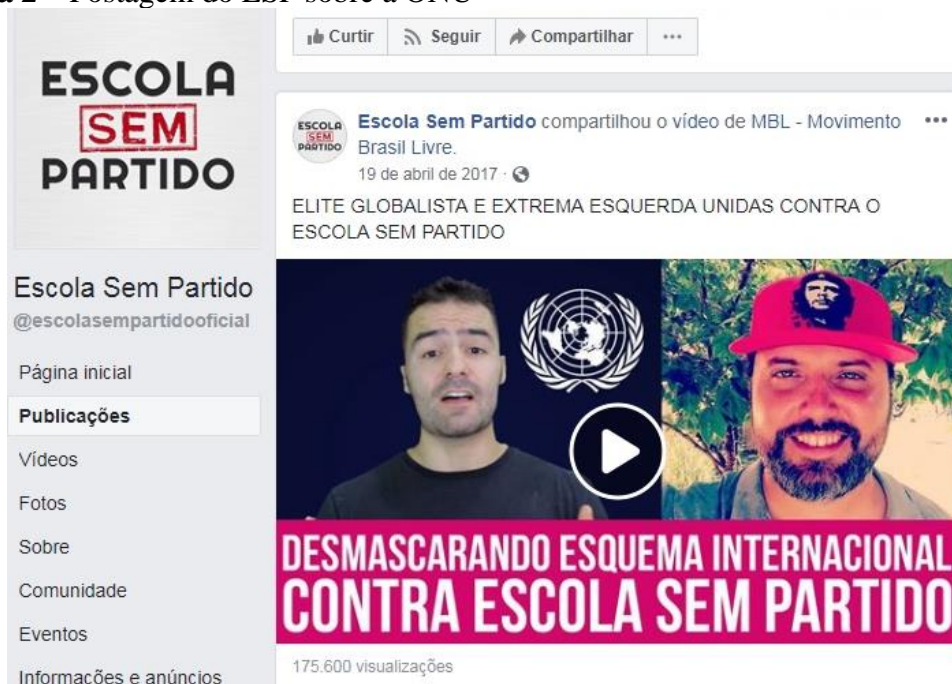 Postagem do ESP sobre a ONU
Curtir Seguir Compartilhar ...
ESCOLA
SEM
PARTIDO
Escola Sem Partido
@escolasempartidooficial
Página inicial
Publicações
Vídeos
Fotos
Sobre
Comunidade
Eventos
Informações e anúncios
ESCOLA
SEM
PARTIDO
Escola Sem Partido compartilhou o vídeo de MBL - Movimento
Brasil Livre.
19 de abril de 2017 ·
ELITE GLOBALISTA E EXTREMA ESQUERDA UNIDAS CONTRA O
ESCOLA SEM PARTIDO
DESMASCARANDO ESQUEMA INTERNACIONAL
CONTRA ESCOLA SEM PARTIDO
175.600 visualizações